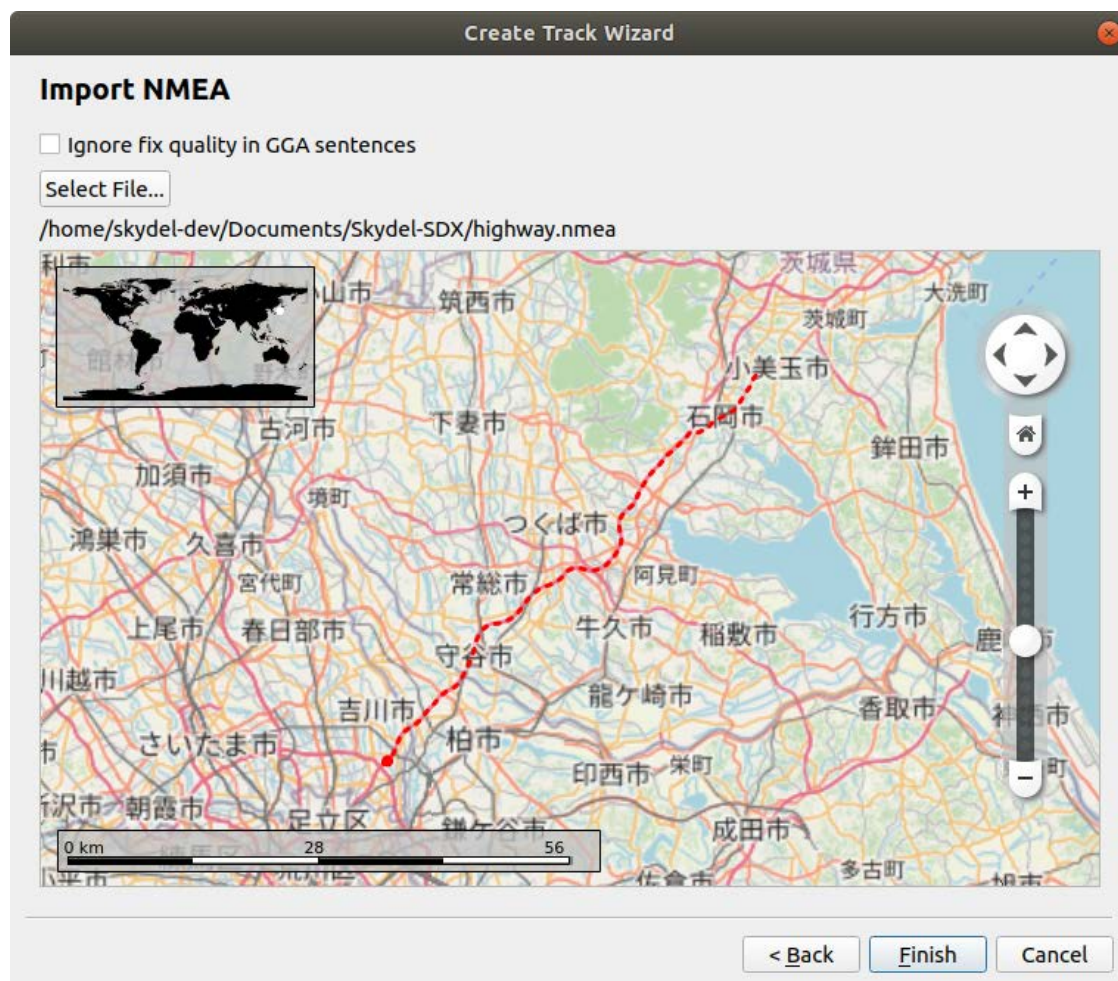 Create Track Wizard
Import NMEA
Ignore fix quality in GGA sentences
Select File...
/home/skydel-dev/Documents/Skydel-SDX/highway.nmea
茨城県
大洗町
筑西市
茨城町
小美玉市
石岡市
下妻市
古河市
鉾田市
加須市
境町
つくば市
鴻巣市
久喜市
阿見町
宮代町
常総市
行方市
上尾市
春日部市
牛久市
稲敷市
守谷市
川越市
龍ケ崎市
香取市
吉川市
さいたま市
柏市
印西市
栄町
朝霞市
足立区
鎌ケ谷市
成田市
多古町
0 km 28 56
佐倉市
+
−
< Back
Finish
Cancel